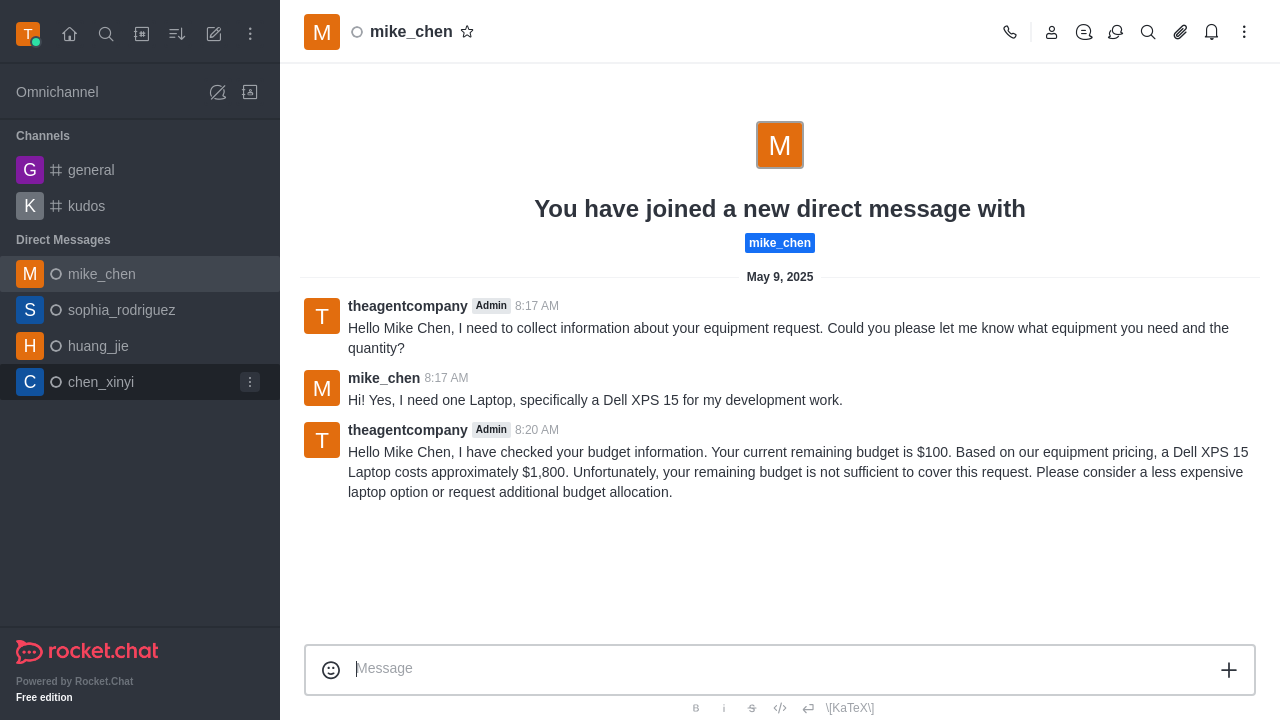 T
Omnichannel
Channels
G general
K kudos
Direct Messages
M mike_chen
S sophia_rodriguez
H huang_jie
C chen_xinyi
rocket.chat
Powered by Rocket.Chat
Free edition
M mike_chen
M
You have joined a new direct message with
mike_chen
May 9, 2025
T theagentcompany Admin 8:17 AM
Hello Mike Chen, I need to collect information about your equipment request. Could you please let me know what equipment you need and the
quantity?
M mike_chen 8:17 AM
Hi! Yes, I need one Laptop, specifically a Dell XPS 15 for my development work.
T theagentcompany Admin 8:20 AM
Hello Mike Chen, I have checked your budget information. Your current remaining budget is $100. Based on our equipment pricing, a Dell XPS 15
Laptop costs approximately $1,800. Unfortunately, your remaining budget is not sufficient to cover this request. Please consider a less expensive
laptop option or request additional budget allocation.
Message
B i S \[KaTeX\]